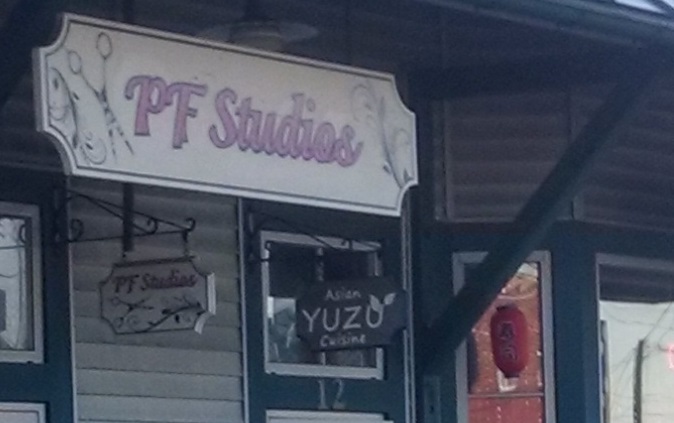 PF Studios
PF Studios
Asian
YUZU
Cuisine
12